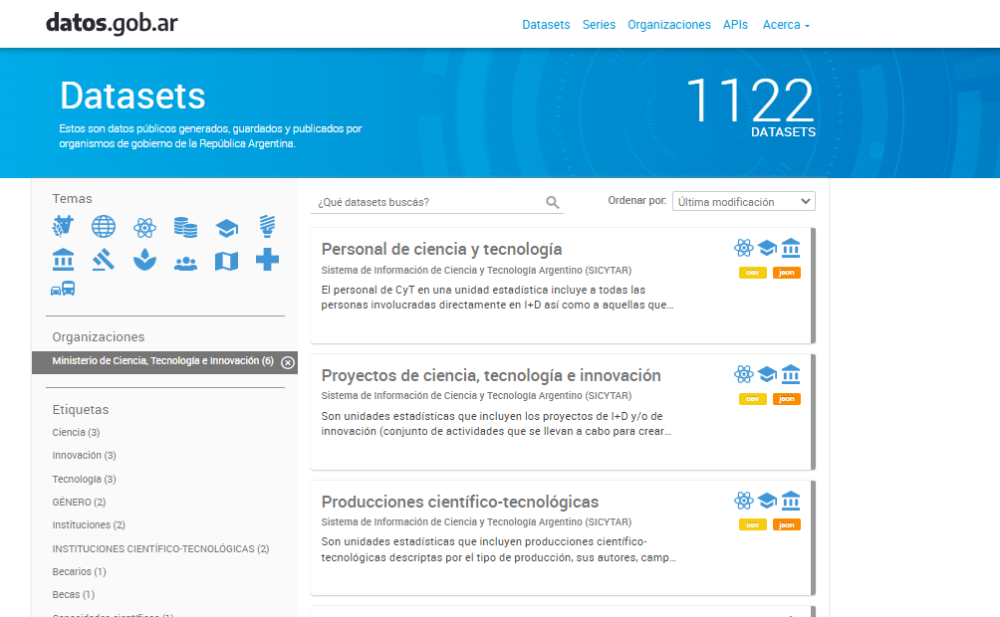 datos.gob.ar
Datasets Series Organizaciones APIs Acerca
Datasets
Estos son datos públicos generados, guardados y publicados por
organismos de gobierno de la República Argentina.
1122
DATASETS
Temas
Organizaciones
Ministerio de Ciencia, Tecnología e Innovación (6)
Etiquetas
Ciencia (3)
Innovación (3)
Tecnología (3)
GÉNERO (2)
Instituciones (2)
INSTITUCIONES CIENTÍFICO-TECNOLÓGICAS (2)
Becarios (1)
Becas (1)
Capacidades científicas (1)
¿Qué datasets buscás?
Ordenar por: Última modificación
Personal de ciencia y tecnología
Sistema de Información de Ciencia y Tecnología Argentino (SICYTAR)
csv json
El personal de CyT en una unidad estadística incluye a todas las
personas involucradas directamente en I+D así como a aquellas que...
Proyectos de ciencia, tecnología e innovación
Sistema de Información de Ciencia y Tecnología Argentino (SICYTAR)
csv json
Son unidades estadísticas que incluyen los proyectos de I+D y/o de
innovación (conjunto de actividades que se llevan a cabo para crear...
Producciones científico-tecnológicas
Sistema de Información de Ciencia y Tecnología Argentino (SICYTAR)
csv json
Son unidades estadísticas que incluyen producciones científico-
tecnológicas descriptas por el tipo de producción, sus autores, camp...